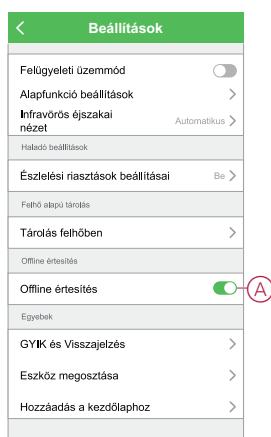 Beállítások
Felügyeleti üzemmód
Alapfunkció beállítások
Infravörös éjszakai
nézet
Automatikus
Haladó beállítások
Észlelési riasztások beállításai
Be
Felhő alapú tárolás
Tárolás felhőben
Offline értesítés
Offline értesítés
A
Egyebek
GYIK és Visszajelzés
Eszköz megosztása
Hozzáadás a kezdőlaphoz